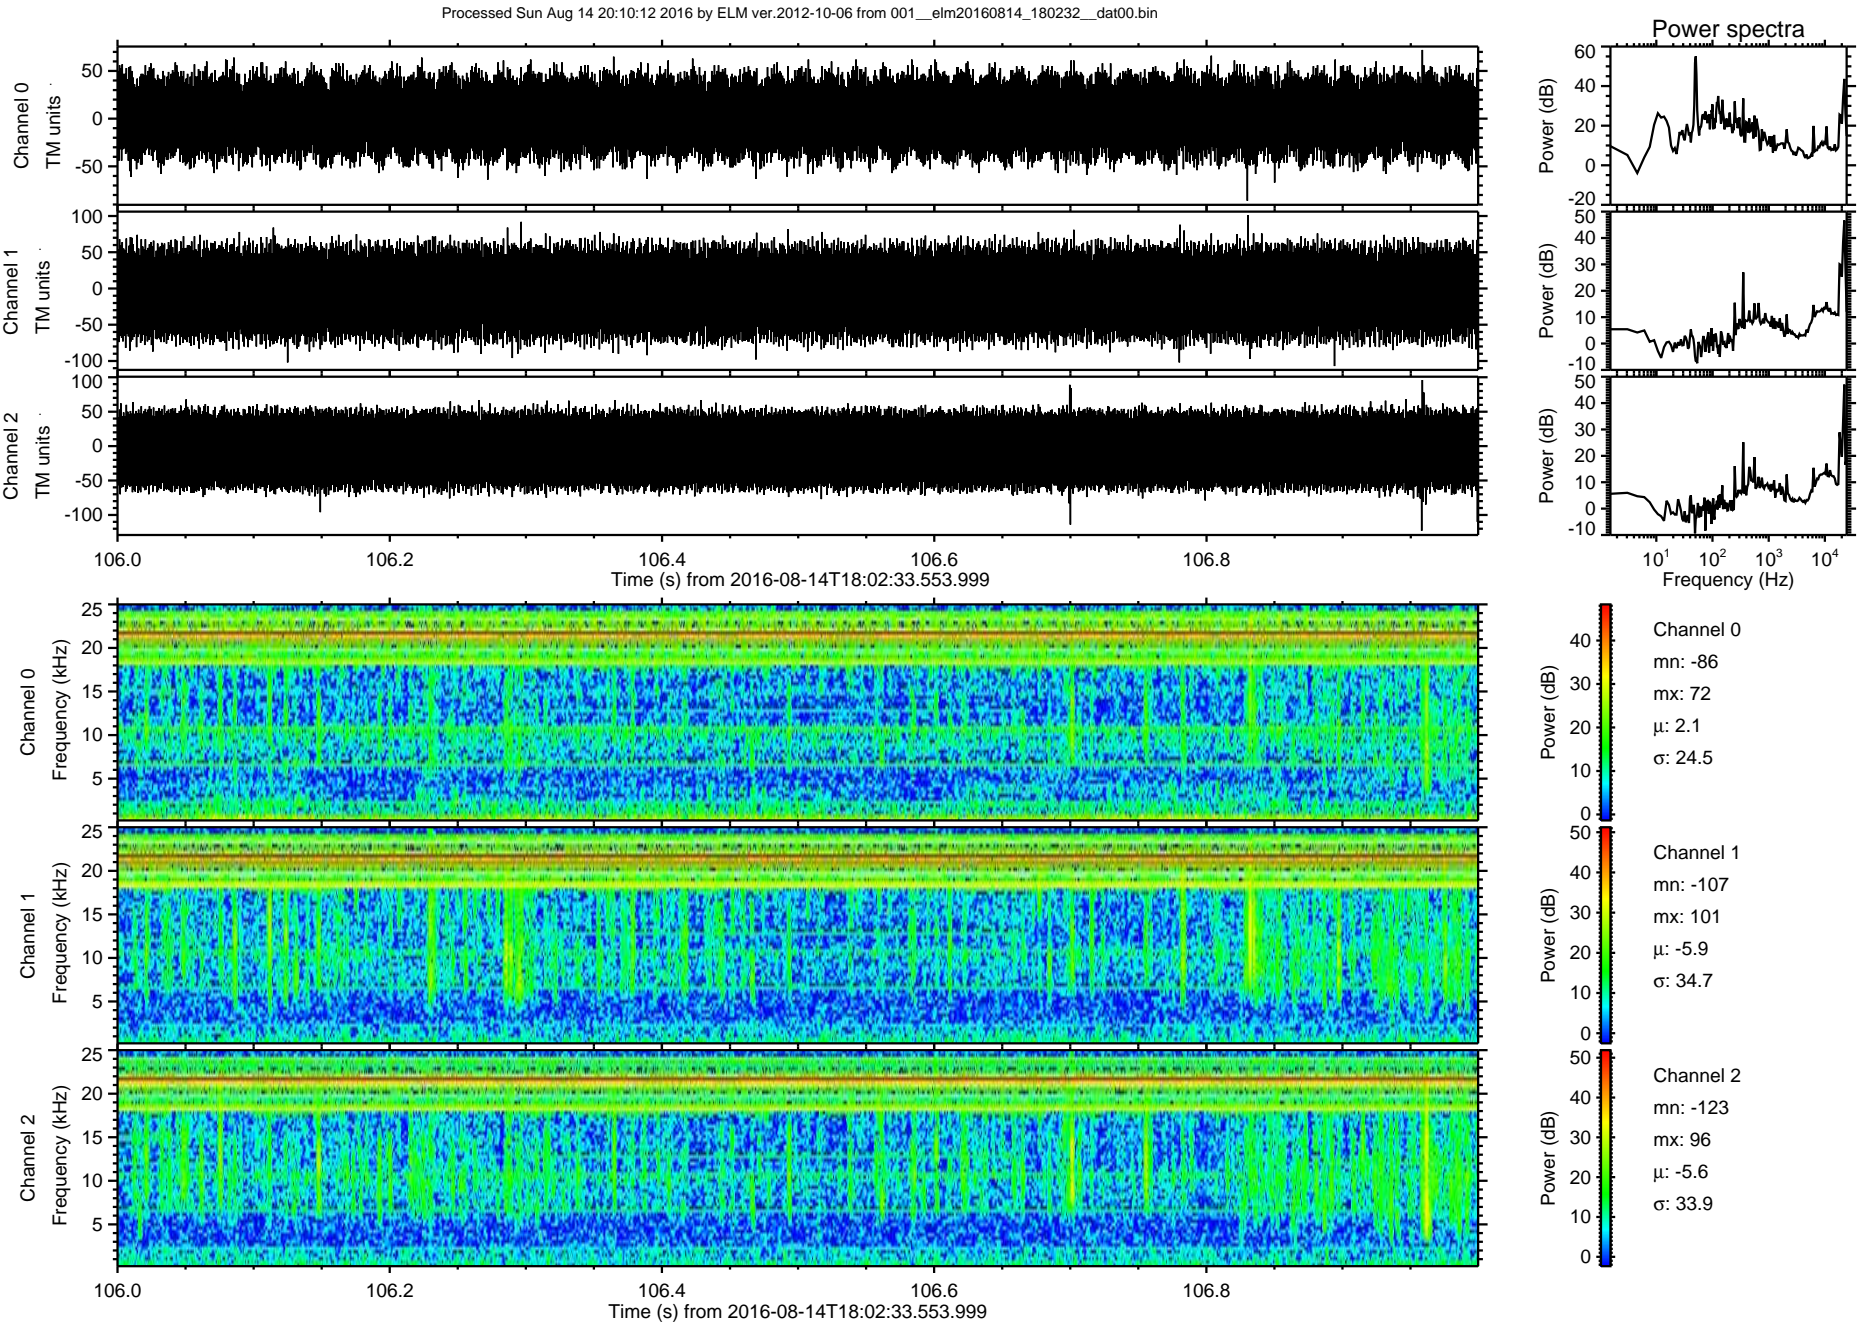 Processed Sun Aug 14 20:10:12 2016 by ELM ver.2012-10-06 from 001__elm20160814_180232__dat00.bin
Power spectra
Channel 0
TM units
50
0
-50
Power (dB)
60
40
20
0
-20
Channel 1
TM units
100
50
0
-50
-100
Power (dB)
50
40
30
20
10
0
-10
Channel 2
TM units
100
50
0
-50
-100
Power (dB)
50
40
30
20
10
0
-10
106.0 106.2 106.4 106.6 106.8
Time (s) from 2016-08-14T18:02:33.553.999
10¹ 10² 10³ 10⁴
Frequency (Hz)
Channel 0
Frequency (kHz)
25
20
15
10
5
Power (dB)
40
30
20
10
0
Channel 0
mn: -86
mx: 72
μ: 2.1
σ: 24.5
Channel 1
Frequency (kHz)
25
20
15
10
5
Power (dB)
50
40
30
20
10
0
Channel 1
mn: -107
mx: 101
μ: -5.9
σ: 34.7
Channel 2
Frequency (kHz)
25
20
15
10
5
Power (dB)
50
40
30
20
10
0
Channel 2
mn: -123
mx: 96
μ: -5.6
σ: 33.9
106.0 106.2 106.4 106.6 106.8
Time (s) from 2016-08-14T18:02:33.553.999